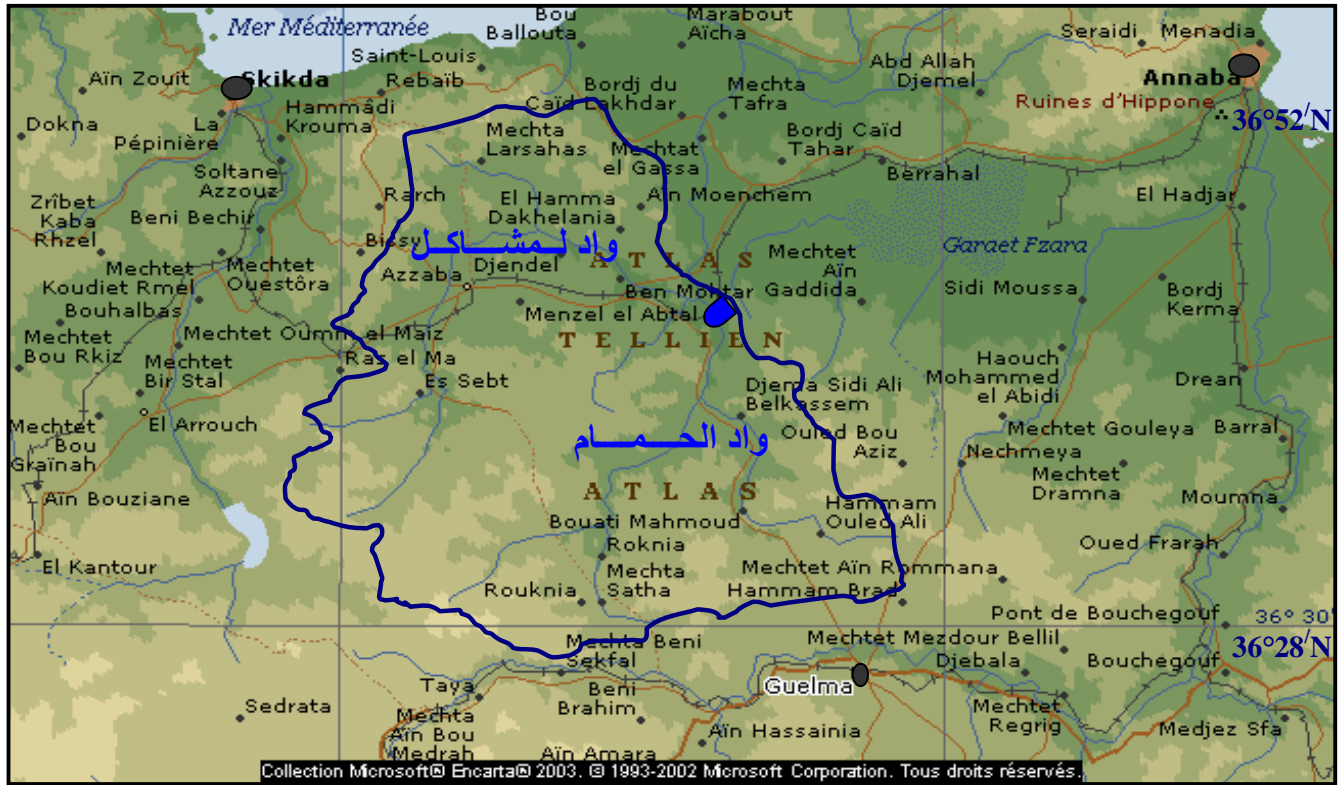 Mer Méditerranée
Bou
Ballouta
Marabout
Aïcha
Seraidi
Menadia
Saint-Louis
Rebaïb
Aïn Zouit
Skikda
Abd Allah
Djemel
Annaba
Bordj du
Caïd Lakhdar
Mechta
Tafra
Ruines d'Hippone
36°52/N
Hammádi
Krouma
La
Pépinière
Dokna
Mechta
Larsahas
Mechtat
el Gassa
Bordj Caïd
Tahar
Berrahal
Soltane
Azzouz
Rarch
El Hamma
Dakhelania
Aïn Moenchem
El Hadjar
Zrîbet
Kaba
Rhzel
Beni Bechir
Bissy
واد لـمشـــاكـل
Garaet Fzara
Mechtet
Koudiet Rmel
Mechtet
Ouestôra
Azzaba
Djendel
ATLAS
Mechtet
Aïn
Gaddida
Ben Mohtar
Sidi Moussa
Bordj
Kerma
Bouhalbas
Menzel el Abtal
Mechtet
Bou Rkiz
Mechtet Oumm el Maiz
TELLIEN
Mechtet
Bir Stal
Ras el Ma
Es Sebt
Djema Sidi Ali
Belkassem
Haouch
Mohammed
el Abidi
Drean
El Arrouch
Mechtet
Bou
Graïnah
واد الحـــمـــام
Ouled Bou
Aziz
Mechtet Gouleya
Barral
Nechmeya
Mechtet
Dramna
Moumna
Aïn Bouziane
ATLAS
Bouati Mahmoud
Hammam
Ouled Ali
Roknia
Oued Frarah
El Kantour
Rouknia
Mechta
Satha
Mechtet Aïn Rommana
Hammam Brad
Pont de Bouchegouf
36° 30'
Mechta Beni
Sekfal
Mechtet Mezdour Bellil
Djebala
Bouchegouf
36°28/N
Taya
Guelma
Sedrata
Beni
Brahim
Mechtet
Regrig
Medjez Sfa
Mechta
Aïn Bou
Medrah
Aïn Hassainia
Aïn Amara
Collection Microsoft® Encarta® 2003. © 1993-2002 Microsoft Corporation. Tous droits réservés.